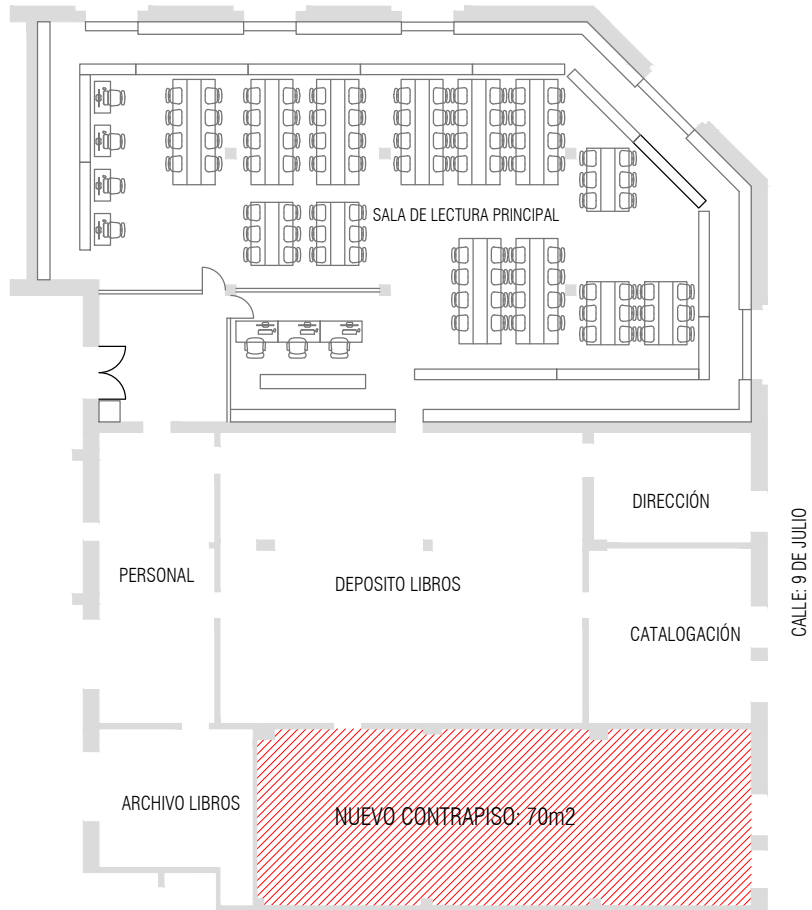 SALA DE LECTURA PRINCIPAL
DIRECCIÓN
CALLE: 9 DE JULIO
PERSONAL
DEPOSITO LIBROS
CATALOGACIÓN
ARCHIVO LIBROS
NUEVO CONTRAPISO: 70m2